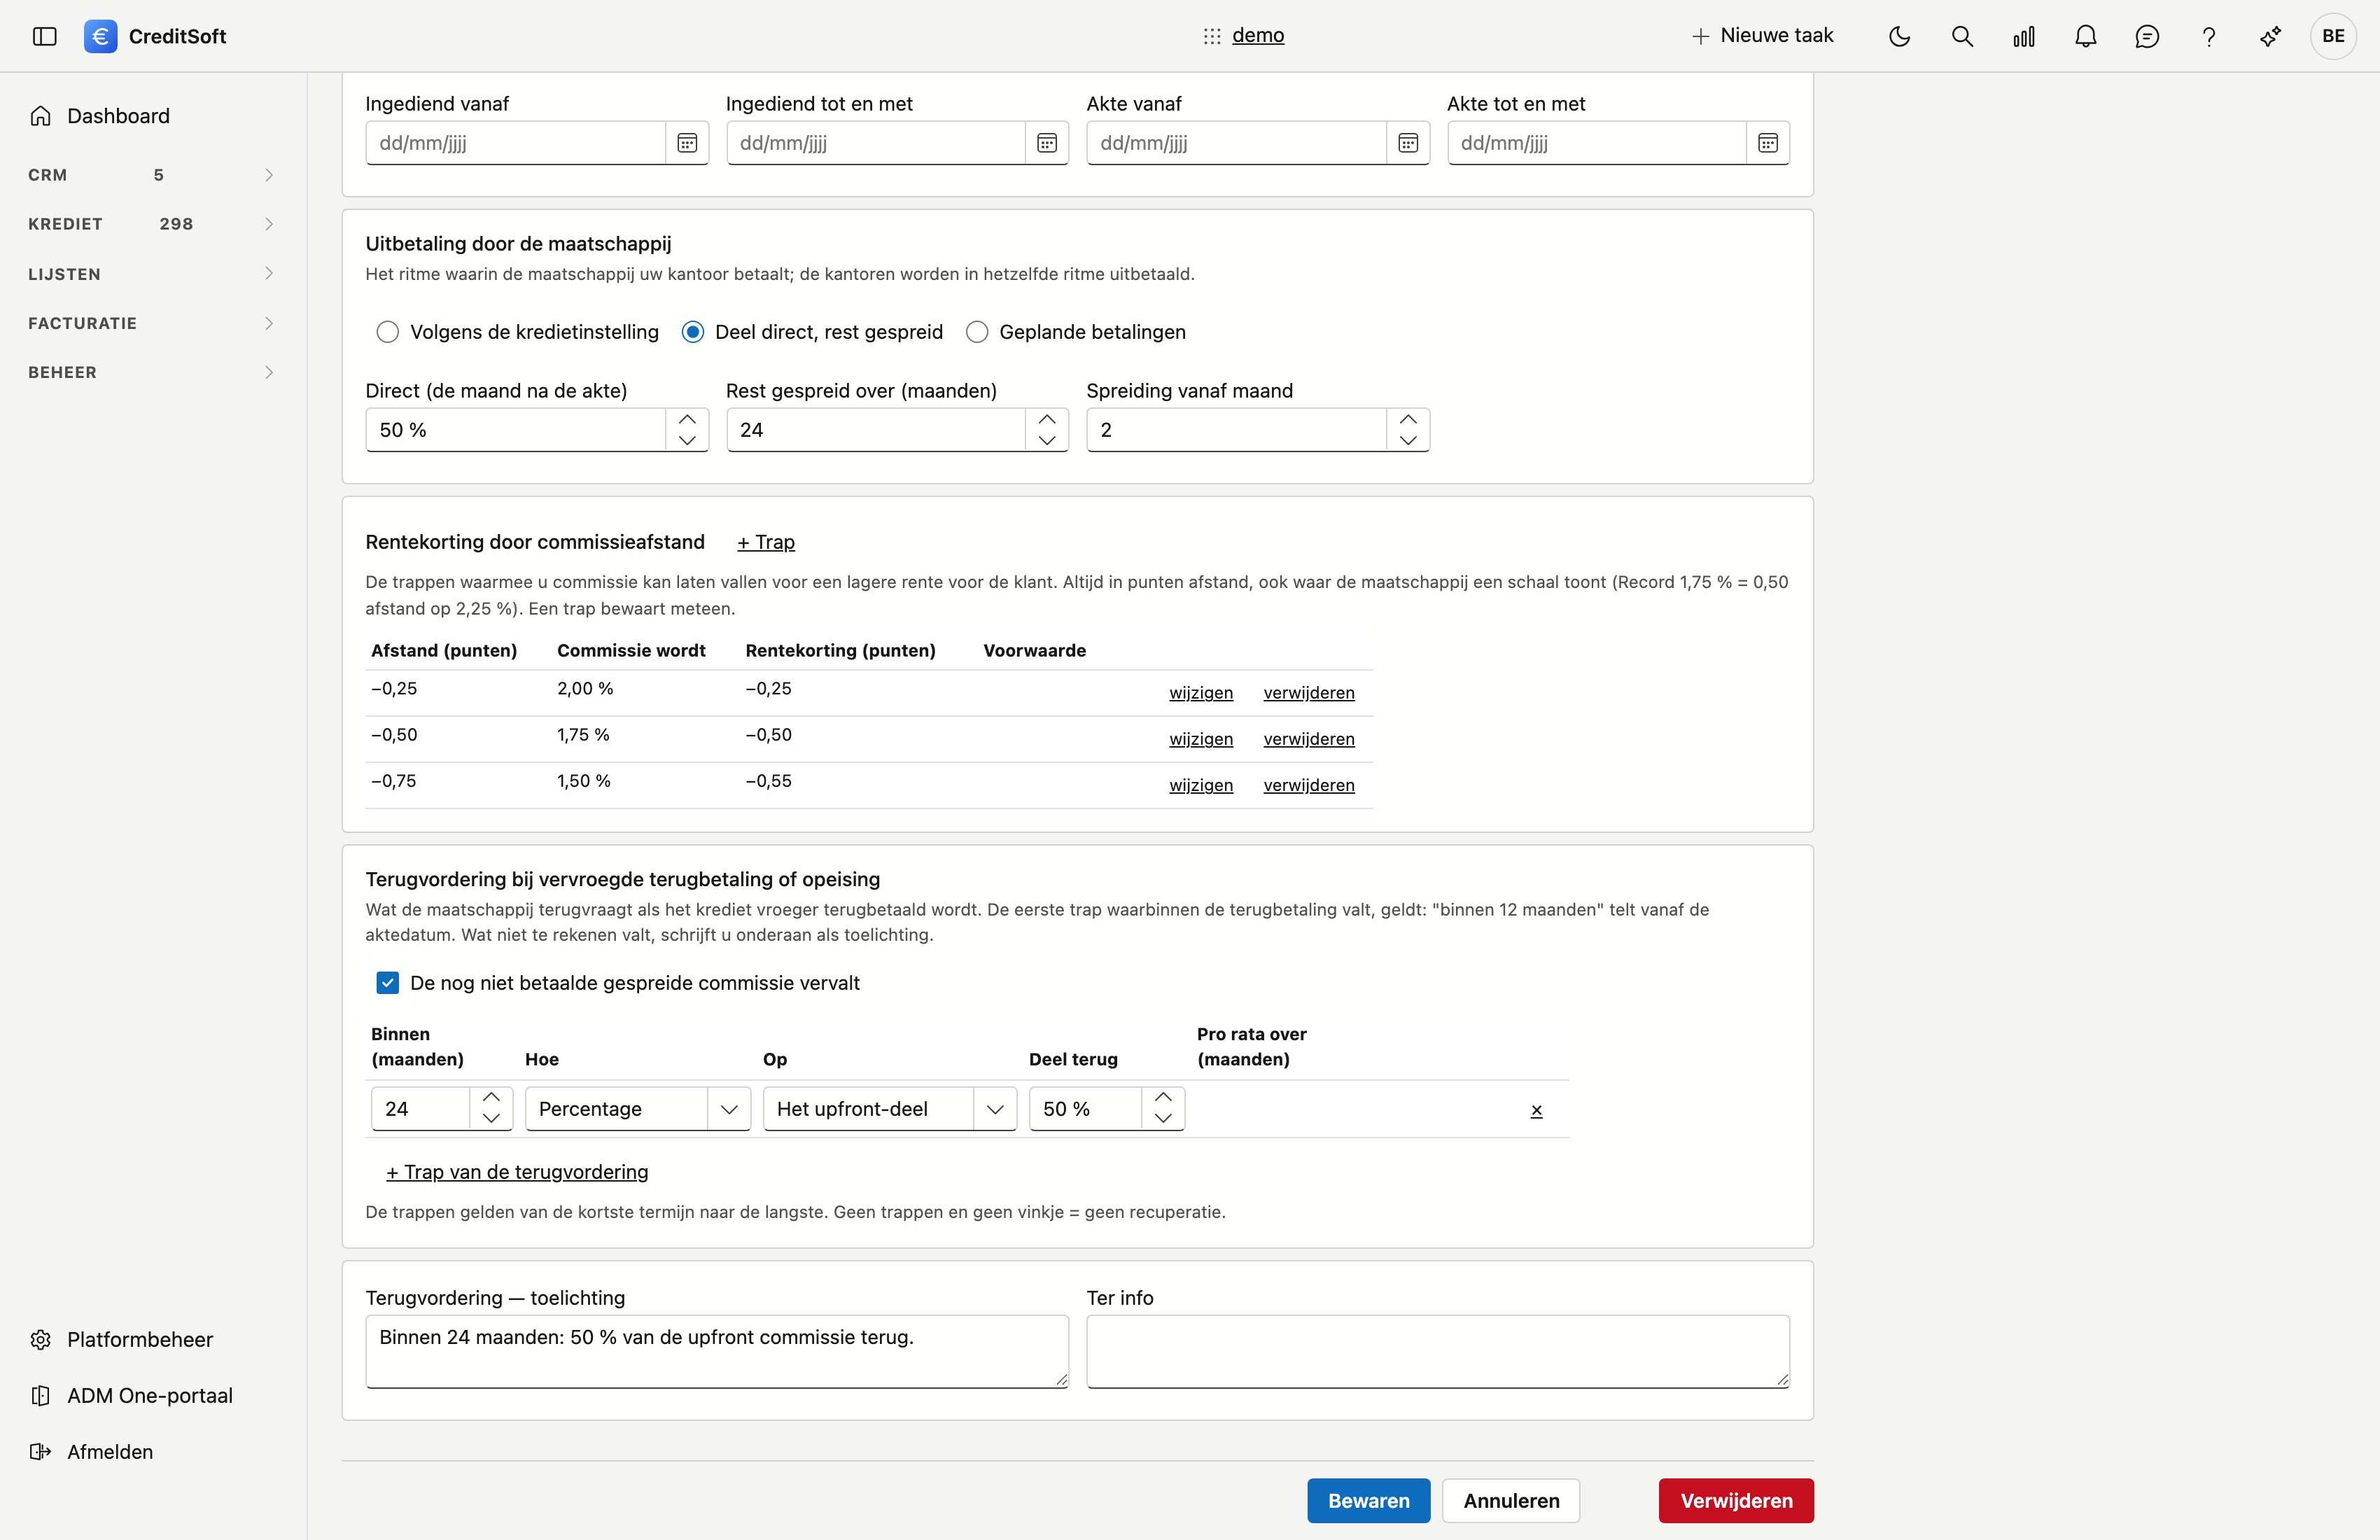 CreditSoft
demo
Nieuwe taak
BE
Dashboard
CRM 5
KREDIET 298
LIJSTEN
FACTURATIE
BEHEER
Platformbeheer
ADM One-portaal
Afmelden
Ingediend vanaf Ingediend tot en met Akte vanaf Akte tot en met
dd/mm/jjjj dd/mm/jjjj dd/mm/jjjj dd/mm/jjjj
Uitbetaling door de maatschappij
Het ritme waarin de maatschappij uw kantoor betaalt; de kantoren worden in hetzelfde ritme uitbetaald.
Volgens de kredietinstelling Deel direct, rest gespreid Geplande betalingen
Direct (de maand na de akte) Rest gespreid over (maanden) Spreiding vanaf maand
50 % 24 2
Rentekorting door commissieafstand + Trap
De trappen waarmee u commissie kan laten vallen voor een lagere rente voor de klant. Altijd in punten afstand, ook waar de maatschappij een schaal toont (Record 1,75 % = 0,50
afstand op 2,25 %). Een trap bewaart meteen.
Afstand (punten) Commissie wordt Rentekorting (punten) Voorwaarde
−0,25 2,00 % −0,25 wijzigen verwijderen
−0,50 1,75 % −0,50 wijzigen verwijderen
−0,75 1,50 % −0,55 wijzigen verwijderen
Terugvordering bij vervroegde terugbetaling of opeising
Wat de maatschappij terugvraagt als het krediet vroeger terugbetaald wordt. De eerste trap waarbinnen de terugbetaling valt, geldt: "binnen 12 maanden" telt vanaf de
aktedatum. Wat niet te rekenen valt, schrijft u onderaan als toelichting.
De nog niet betaalde gespreide commissie vervalt
Binnen Pro rata over
(maanden) Hoe Op Deel terug (maanden)
24 Percentage Het upfront-deel 50 % x
+ Trap van de terugvordering
De trappen gelden van de kortste termijn naar de langste. Geen trappen en geen vinkje = geen recuperatie.
Terugvordering — toelichting Ter info
Binnen 24 maanden: 50 % van de upfront commissie terug.
Bewaren Annuleren Verwijderen